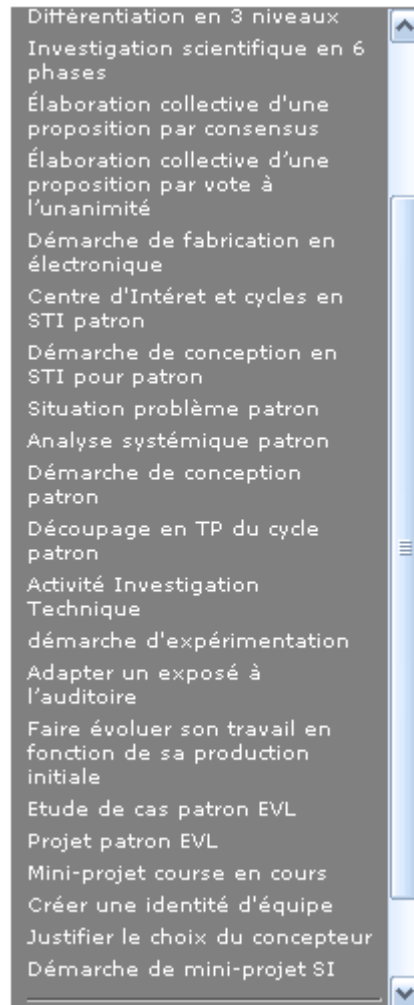 Différentiation en 3 niveaux
Investigation scientifique en 6
phases
Élaboration collective d'une
proposition par consensus
Élaboration collective d’une
proposition par vote à
l’unanimité
Démarche de fabrication en
électronique
Centre d'Intéret et cycles en
STI patron
Démarche de conception en
STI pour patron
Situation problème patron
Analyse systémique patron
Démarche de conception
patron
Découpage en TP du cycle
patron
Activité Investigation
Technique
démarche d'expérimentation
Adapter un exposé à
l’auditoire
Faire évoluer son travail en
fonction de sa production
initiale
Etude de cas patron EVL
Projet patron EVL
Mini-projet course en cours
Créer une identité d'équipe
Justifier le choix du concepteur
Démarche de mini-projet SI